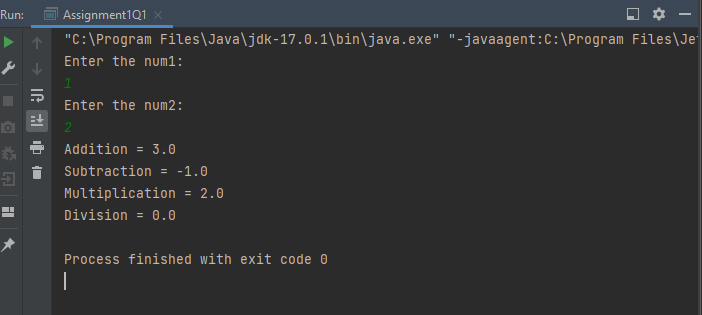 Run: Assignment1Q1
"C:\Program Files\Java\jdk-17.0.1\bin\java.exe" "-javaagent:C:\Program Files\Je
Enter the num1:
1
Enter the num2:
2
Addition = 3.0
Subtraction = -1.0
Multiplication = 2.0
Division = 0.0
Process finished with exit code 0